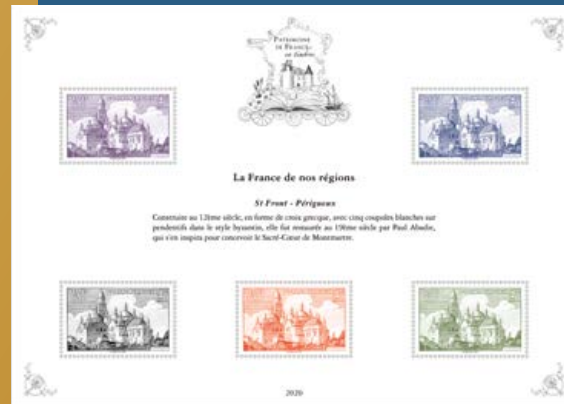 PATRIMOINE
DE FRANCE
en timbres
La France de nos régions
St Front - Périgueux
Construite au 12ème siècle, en forme de croix grecque, avec cinq coupoles blanches sur
pendentifs dans le style byzantin, elle fut restaurée au 19ème siècle par Paul Abadie,
qui s'en inspira pour concevoir le Sacré-Cœur de Montmartre.
2020